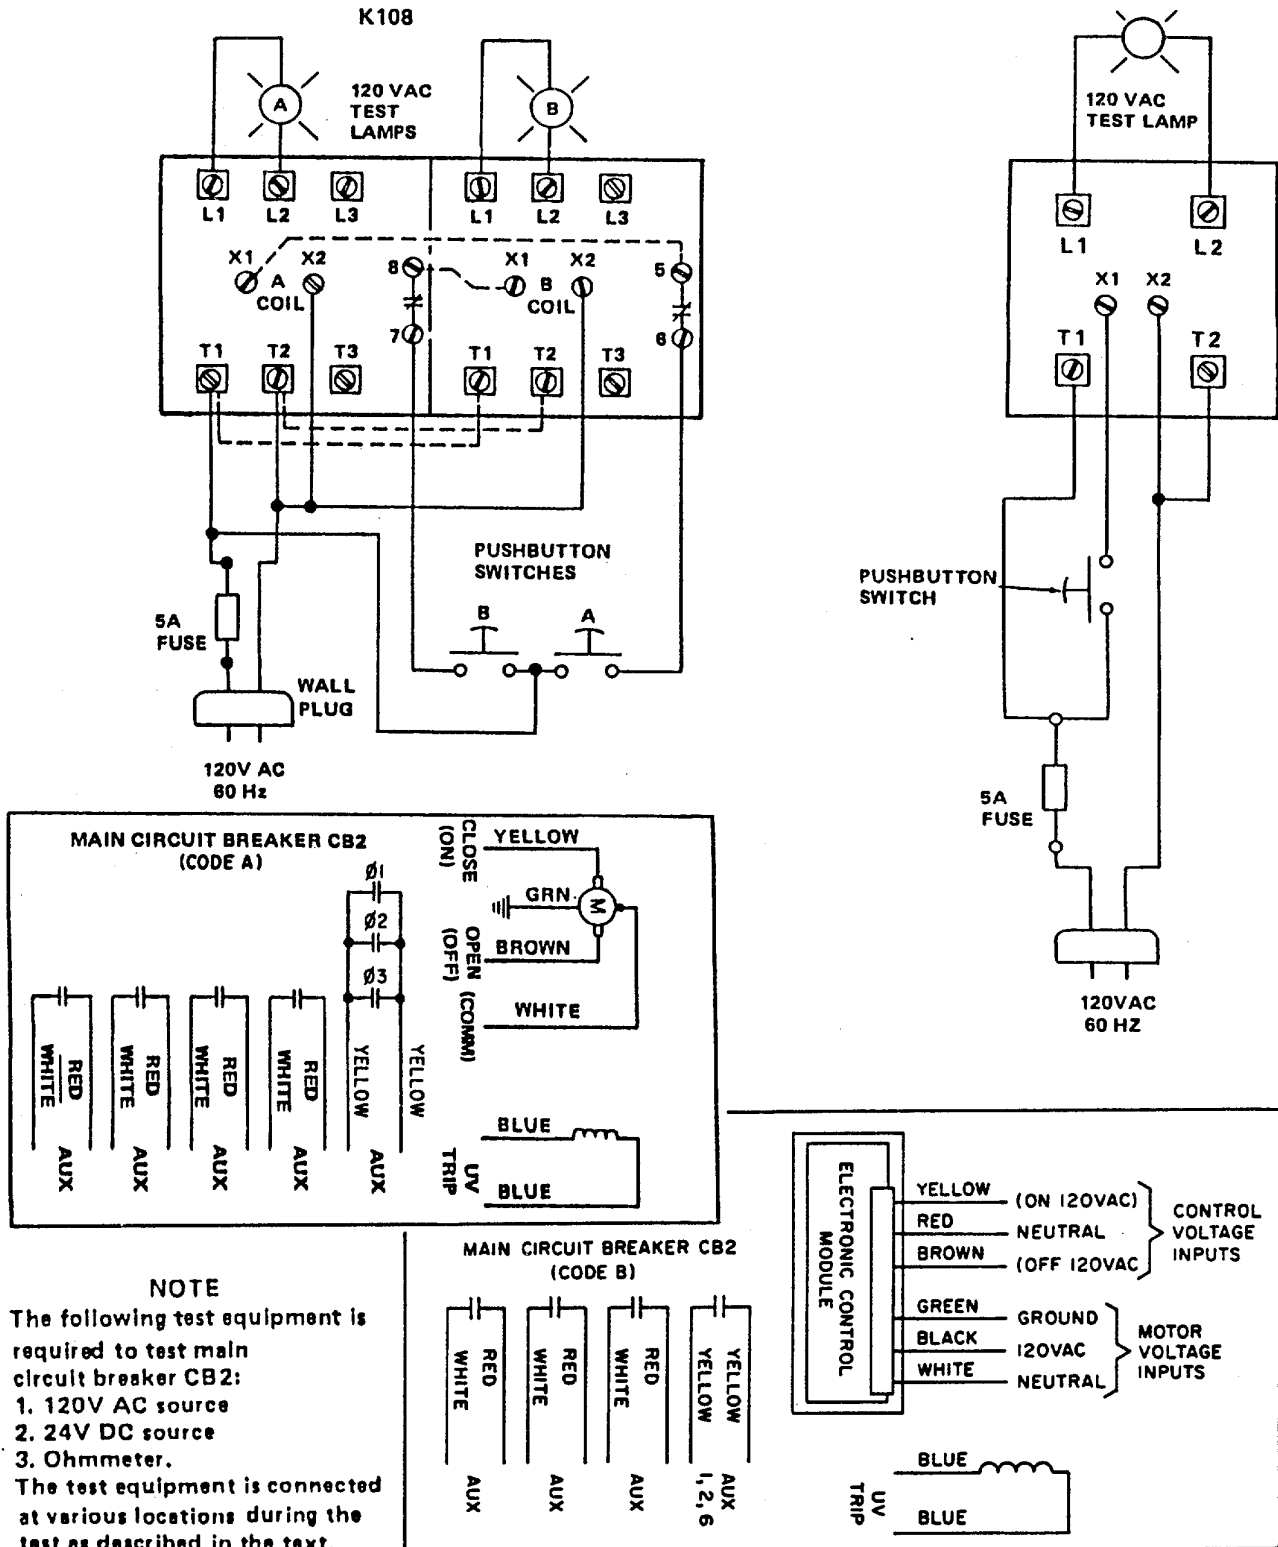 K108
120 VAC
TEST
LAMPS
A
B
L1 L2 L3
L1 L2 L3
X1 X2
A
COIL
8
7
X1 X2
B
COIL
5
6
T1 T2 T3
T1 T2 T3
5A
FUSE
WALL
PLUG
120V AC
60 Hz
PUSHBUTTON
SWITCHES
B A
120 VAC
TEST LAMP
L1 L2
X1 X2
T1 T2
PUSHBUTTON
SWITCH
5A
FUSE
120VAC
60 HZ
MAIN CIRCUIT BREAKER CB2
(CODE A)
RED
WHITE
AUX
RED
WHITE
AUX
RED
WHITE
AUX
RED
WHITE
AUX
Ø1
Ø2
Ø3
YELLOW
YELLOW
AUX
CLOSE
(ON)
YELLOW
GRN
M
OPEN
(OFF)
BROWN
(COMM)
WHITE
UV
TRIP
BLUE
BLUE
NOTE
The following test equipment is
required to test main
circuit breaker CB2:
1. 120V AC source
2. 24V DC source
3. Ohmmeter.
The test equipment is connected
at various locations during the
test as described in the text.
MAIN CIRCUIT BREAKER CB2
(CODE B)
RED
WHITE
AUX
RED
WHITE
AUX
RED
WHITE
AUX
YELLOW
YELLOW
AUX
1, 2, 6
ELECTRONIC CONTROL
MODULE
YELLOW (ON 120VAC)
RED NEUTRAL
BROWN (OFF 120VAC
CONTROL
VOLTAGE
INPUTS
GREEN GROUND
BLACK 120VAC
WHITE NEUTRAL
MOTOR
VOLTAGE
INPUTS
UV
TRIP
BLUE
BLUE